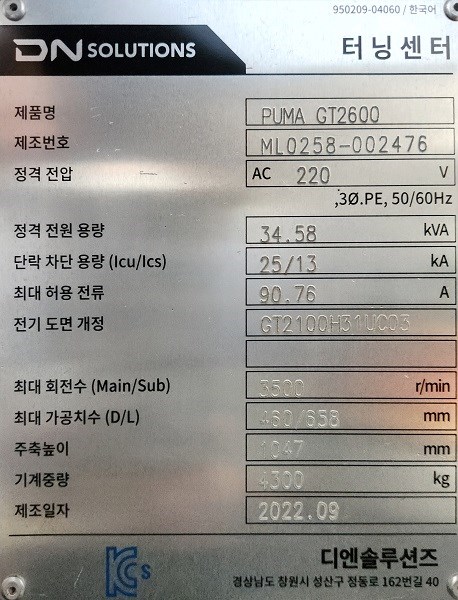 950209-04060 / 한국어
DN SOLUTIONS 터닝센터
제품명 PUMA GT2600
제조번호 ML0258-002476
정격 전압 AC 220 V
,3Ø.PE, 50/60Hz
정격 전원 용량 34.58 kVA
단락 차단 용량 (Icu/Ics) 25/13 kA
최대 허용 전류 90.76 A
전기 도면 개정 GT2100H31UC03
최대 회전수 (Main/Sub) 3500 r/min
최대 가공치수 (D/L) 460/658 mm
주축높이 1047 mm
기계중량 4300 kg
제조일자 2022.09
KCs 디엔솔루션즈
경상남도 창원시 성산구 정동로 162번길 40